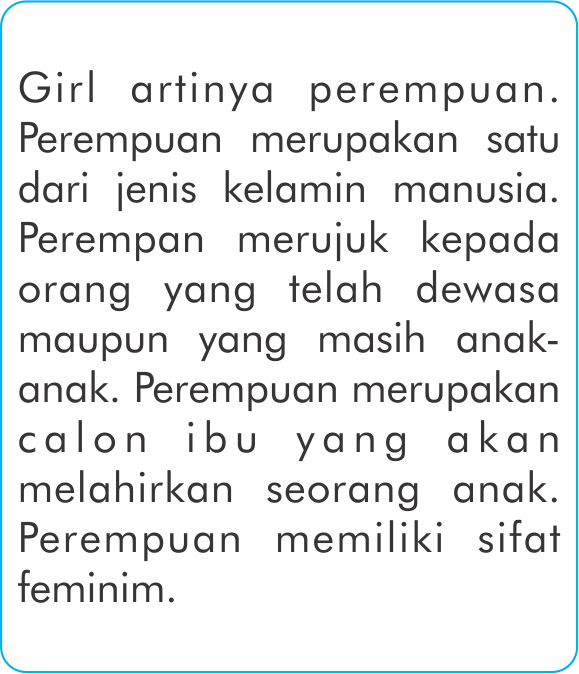 Girl artinya perempuan.
Perempuan merupakan satu
dari jenis kelamin manusia.
Perempan merujuk kepada
orang yang telah dewasa
maupun yang masih anak-
anak. Perempuan merupakan
calon ibu yang akan
melahirkan seorang anak.
Perempuan memiliki sifat
feminim.